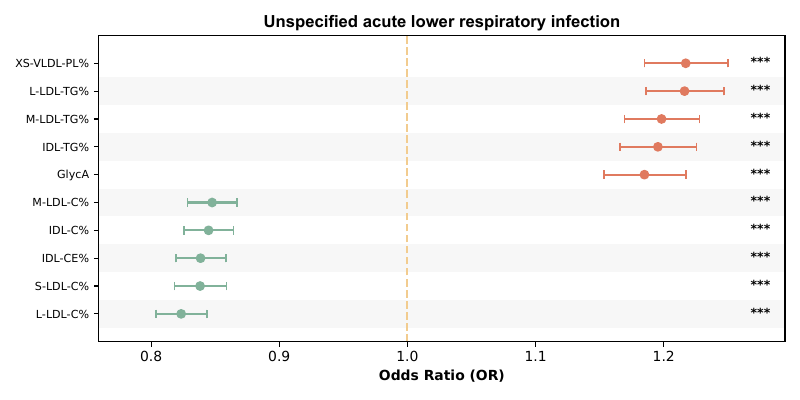 Unspecified acute lower respiratory infection
XS-VLDL-PL% ***
L-LDL-TG% ***
M-LDL-TG% ***
IDL-TG% ***
GlycA ***
M-LDL-C% ***
IDL-C% ***
IDL-CE% ***
S-LDL-C% ***
L-LDL-C% ***
0.8 0.9 1.0 1.1 1.2
Odds Ratio (OR)